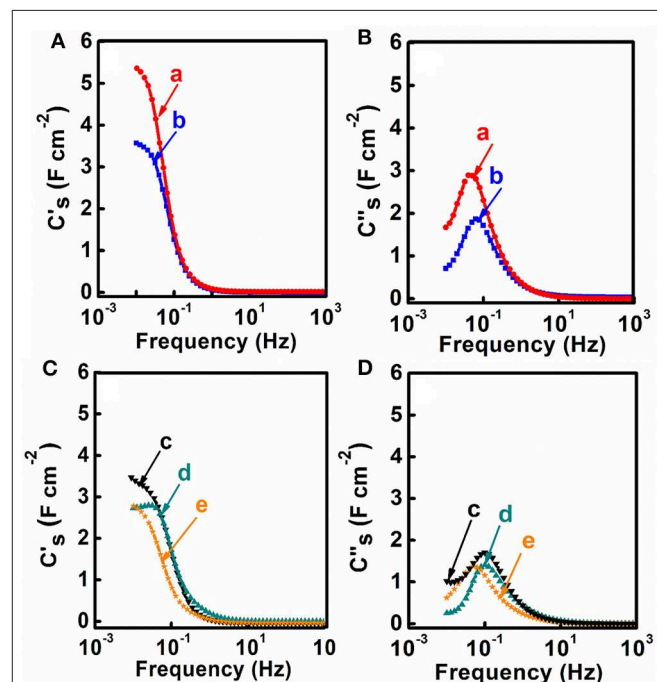 A
C's (F cm-2)
6
5
4
3
2
1
0
a
b
10-3 10-1 10 103
Frequency (Hz)
B
C"s (F cm-2)
6
5
4
3
2
1
0
a
b
10-3 10-1 101 103
Frequency (Hz)
C
C's (F cm-2)
6
5
4
3
2
1
0
c
d
e
10-3 10-1 10 10
Frequency (Hz)
D
C"s (F cm-2)
6
5
4
3
2
1
0
c
d
e
10-3 10-1 101 103
Frequency (Hz)